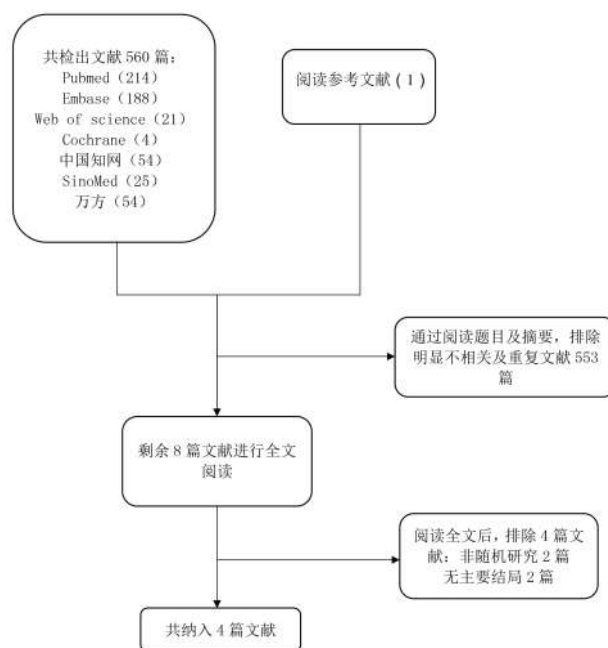 共检出文献 560 篇：
Pubmed（214）
Embase（188）
Web of science（21）
Cochrane（4）
中国知网（54）
SinoMed（25）
万方（54）
阅读参考文献 ( 1 )
通过阅读题目及摘要，排除
明显不相关及重复文献 553
篇
剩余 8 篇文献进行全文
阅读
阅读全文后，排除 4 篇文
献：非随机研究 2 篇
无主要结局 2 篇
共纳入 4 篇文献